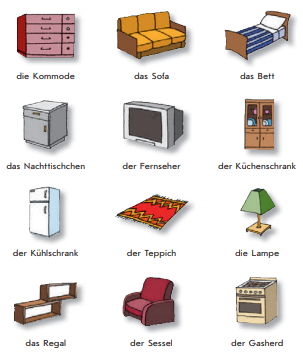 die Kommode
das Sofa
das Bett
das Nachttischchen
der Fernseher
der Küchenschrank
der Kühlschrank
der Teppich
die Lampe
das Regal
der Sessel
der Gasherd